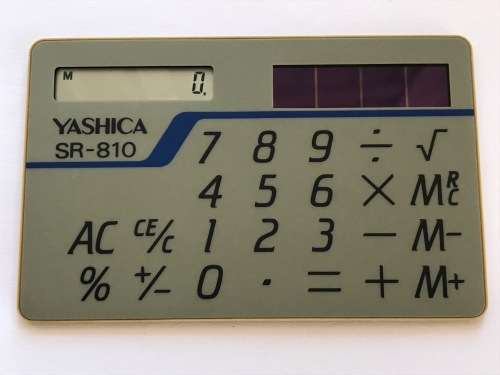 M 0.
YASHICA
SR-810
7 8 9 ÷ √
4 5 6 × MRC
AC CE/C 1 2 3 − M−
% +/− 0 . = + M+